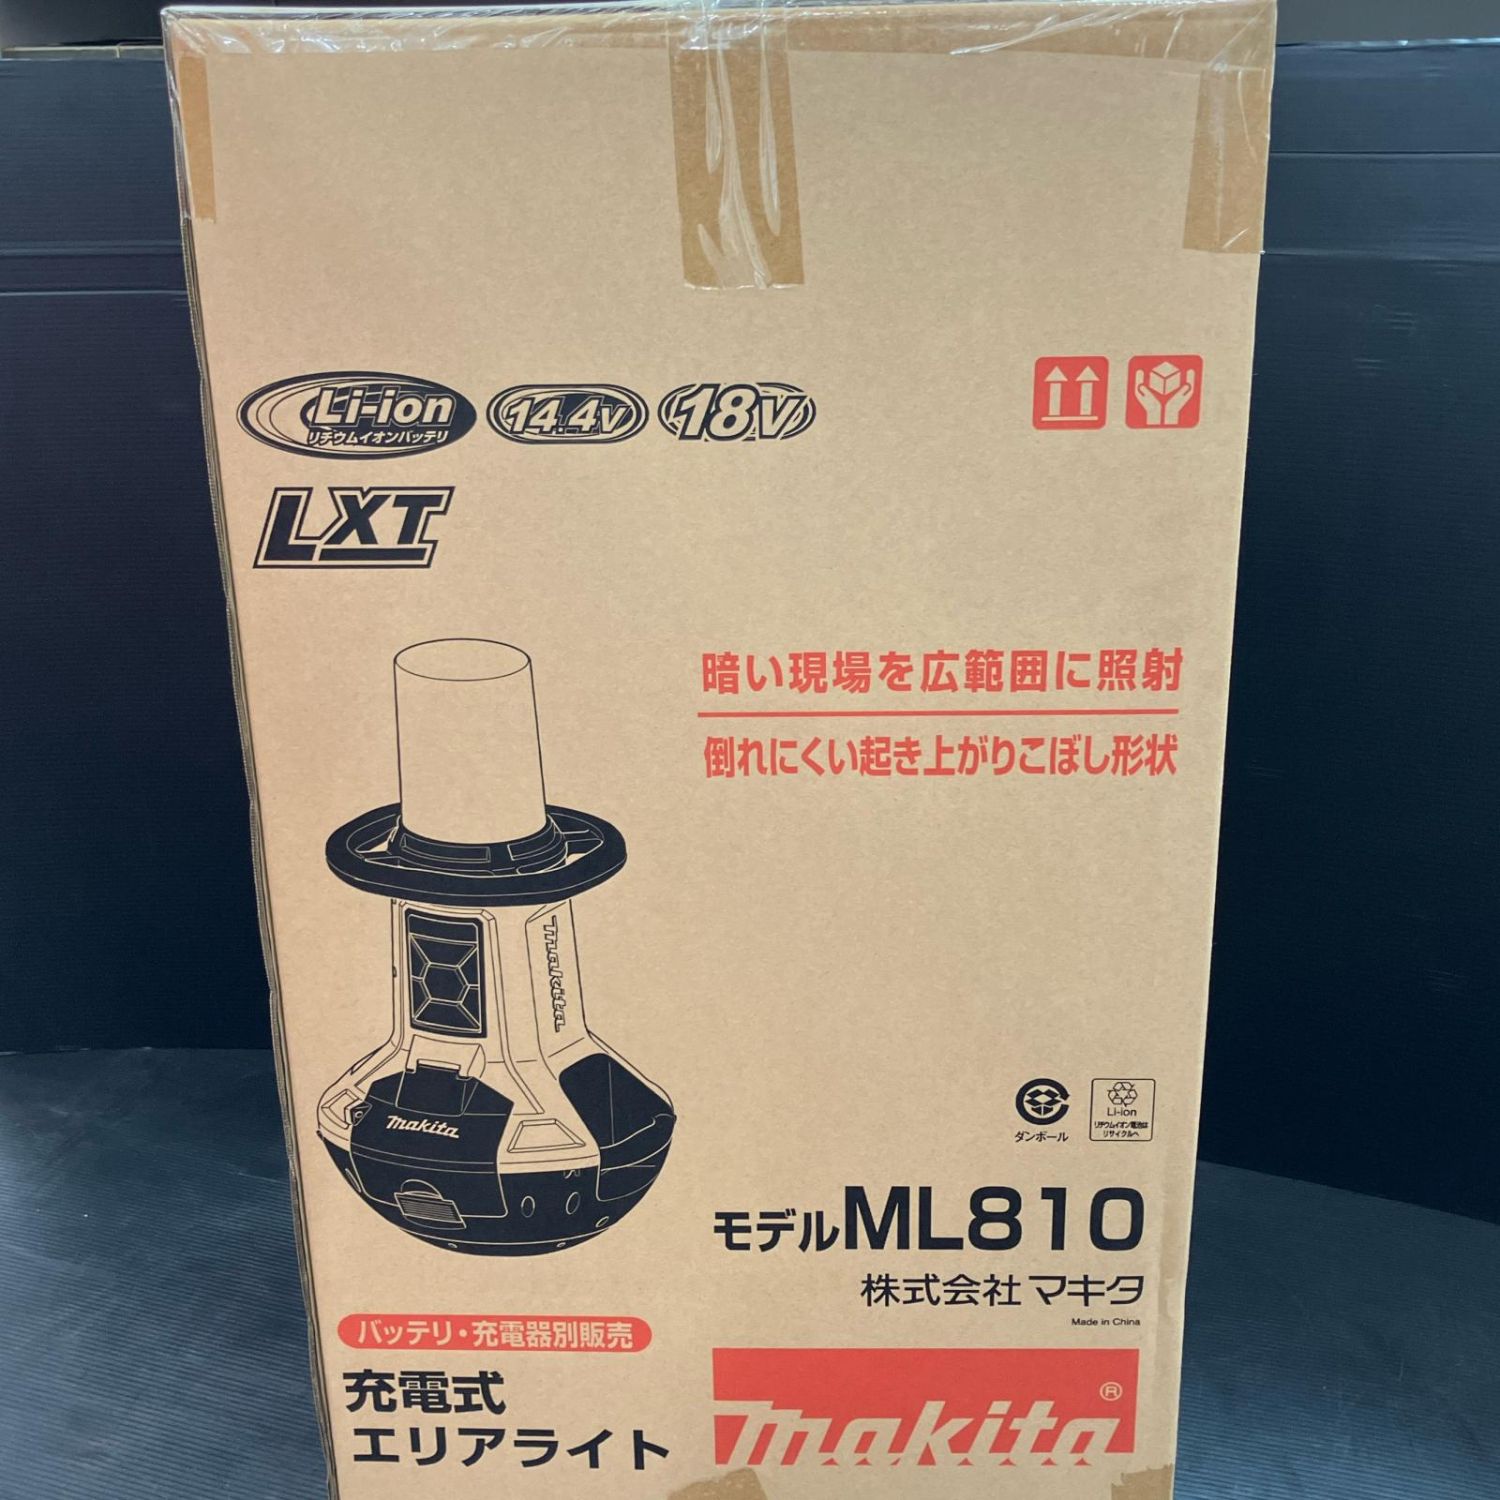 Li-ion 14.4V 18V
リチウムイオンバッテリ
LXT
暗い現場を広範囲に照射
倒れにくい起き上がりこぼし形状
makita
makita
ダンボール
Li-ion
リチウムイオン電池は
リサイクルへ
モデルML810
株式会社マキタ
Made in China
バッテリ・充電器別販売
充電式
エリアライト
makita®